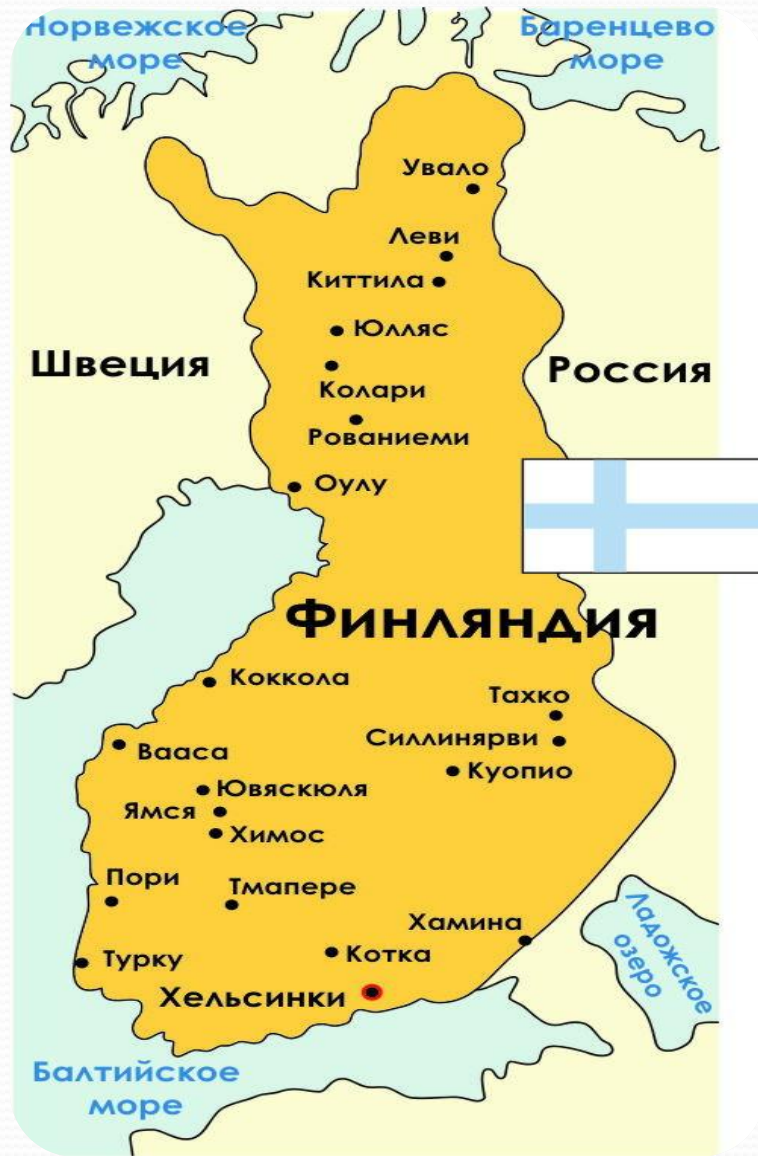 Норвежское
море
Баренцево
море
Увало
Леви
Киттила
Юлляс
Швеция
Колари
Россия
Рованиеми
Оулу
Финляндия
Коккола
Тахко
Силлинярви
Вааса
Куопио
Ювяскюля
Ямся
Химос
Пори
Тмапере
Хамина
Ладожское
озеро
Турку
Котка
Хельсинки
Балтийское
море